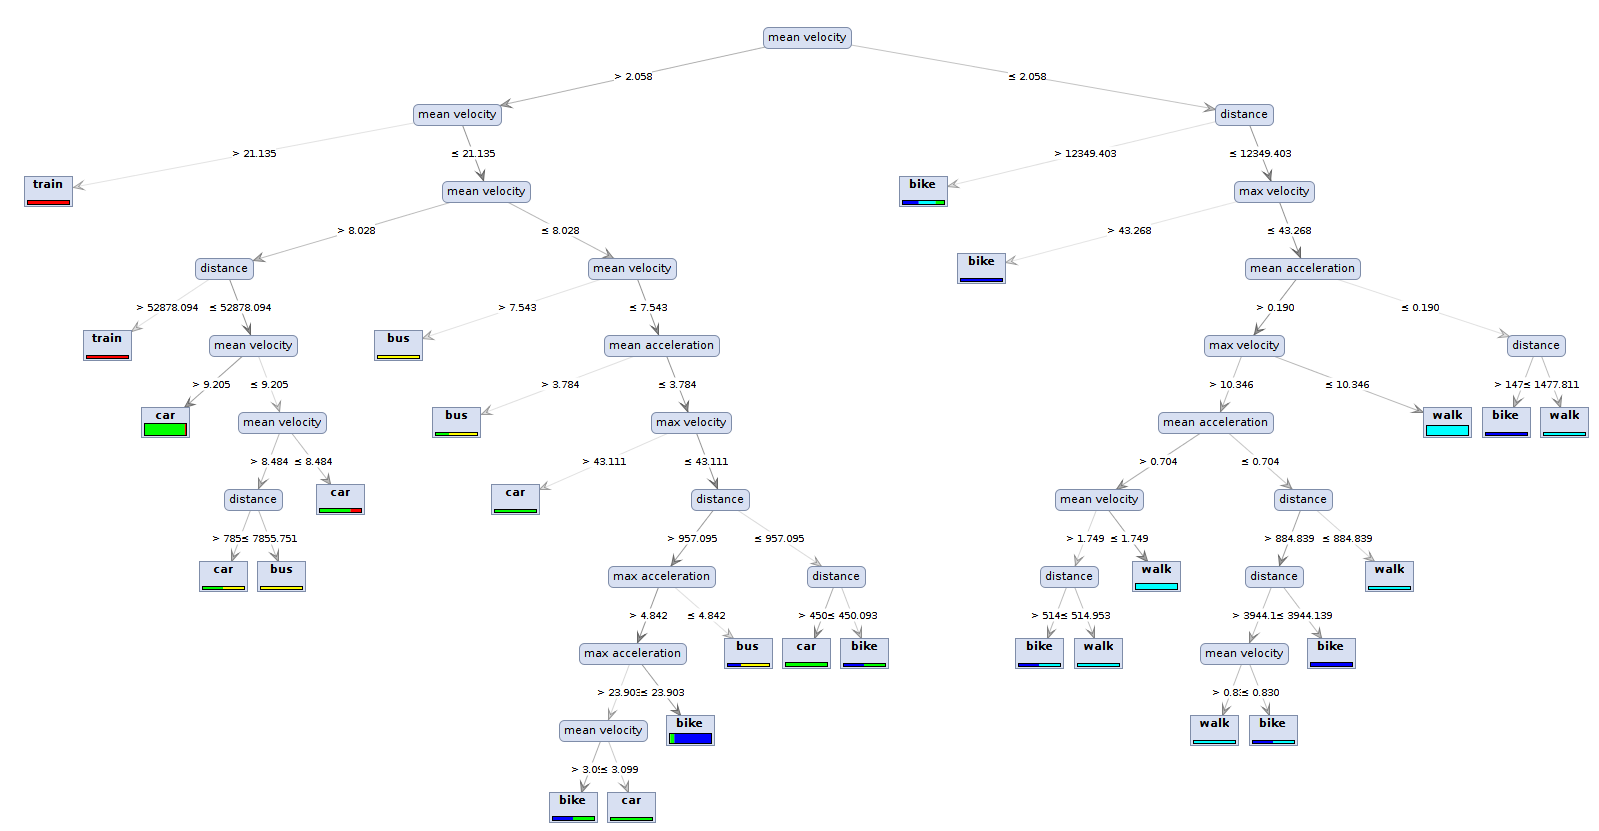 mean velocity
> 2.058
≤ 2.058
mean velocity
distance
> 21.135
≤ 21.135
> 12349.403
≤ 12349.403
train
mean velocity
bike
max velocity
> 8.028
≤ 8.028
> 43.268
≤ 43.268
distance
mean velocity
bike
mean acceleration
> 52878.094
≤ 52878.094
> 7.543
≤ 7.543
> 0.190
≤ 0.190
train
mean velocity
bus
mean acceleration
max velocity
distance
> 9.205
≤ 9.205
> 3.784
≤ 3.784
> 10.346
≤ 10.346
> 147
≤ 1477.811
car
mean velocity
bus
max velocity
mean acceleration
walk
bike
walk
> 8.484
≤ 8.484
> 43.111
≤ 43.111
> 0.704
≤ 0.704
distance
car
car
distance
mean velocity
distance
> 785
≤ 7855.751
> 957.095
≤ 957.095
> 1.749
≤ 1.749
> 884.839
≤ 884.839
car
bus
max acceleration
distance
distance
walk
distance
walk
> 4.842
≤ 4.842
> 450
≤ 450.093
> 514
≤ 514.953
> 3944.1
≤ 3944.139
max acceleration
bus
car
bike
bike
walk
mean velocity
bike
> 23.903
≤ 23.903
> 0.8
≤ 0.830
mean velocity
bike
walk
bike
> 3.0
≤ 3.099
bike
car